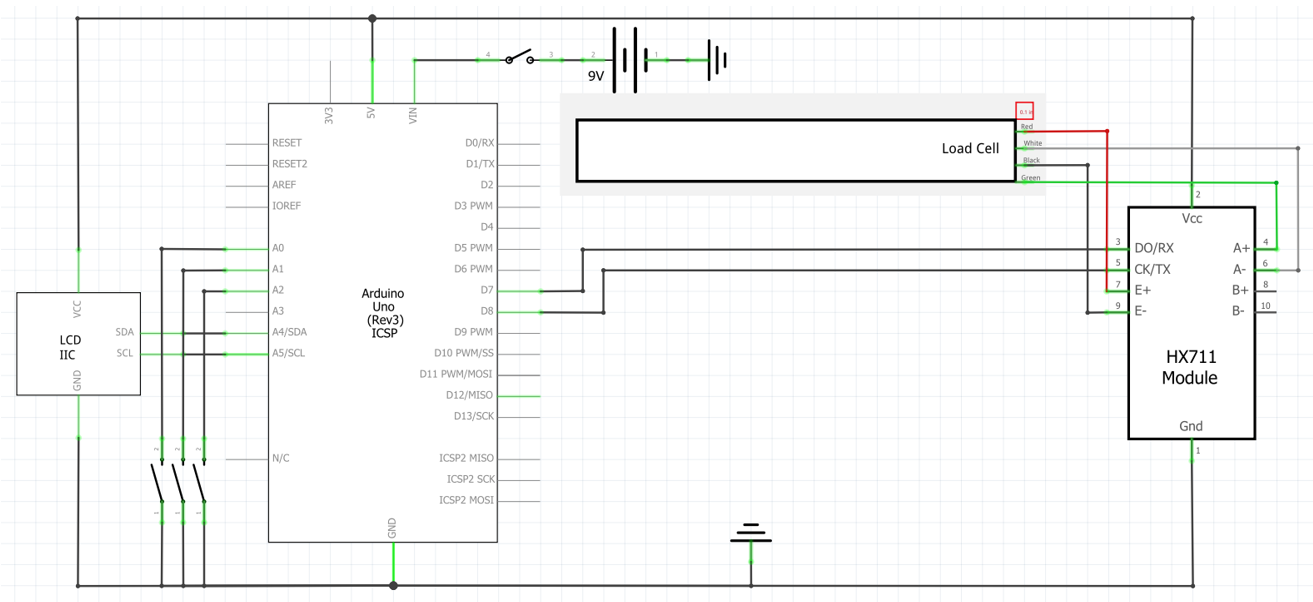 4
3
2
1
9V
3V3
5V
VIN
0.1 in
Red
White
Black
Green
Load Cell
RESET
RESET2
AREF
IOREF
A0
A1
A2
A3
A4/SDA
A5/SCL
N/C
Arduino
Uno
(Rev3)
ICSP
D0/RX
D1/TX
D2
D3 PWM
D4
D5 PWM
D6 PWM
D7
D8
D9 PWM
D10 PWM/SS
D11 PWM/MOSI
D12/MISO
D13/SCK
ICSP2 MISO
ICSP2 SCK
ICSP2 MOSI
GND
VCC
LCD
IIC
SDA
SCL
GND
2
2
2
1
1
1
2
Vcc
3 DO/RX A+ 4
5 CK/TX A- 6
7 E+ B+ 8
9 E- B- 10
HX711
Module
Gnd
1